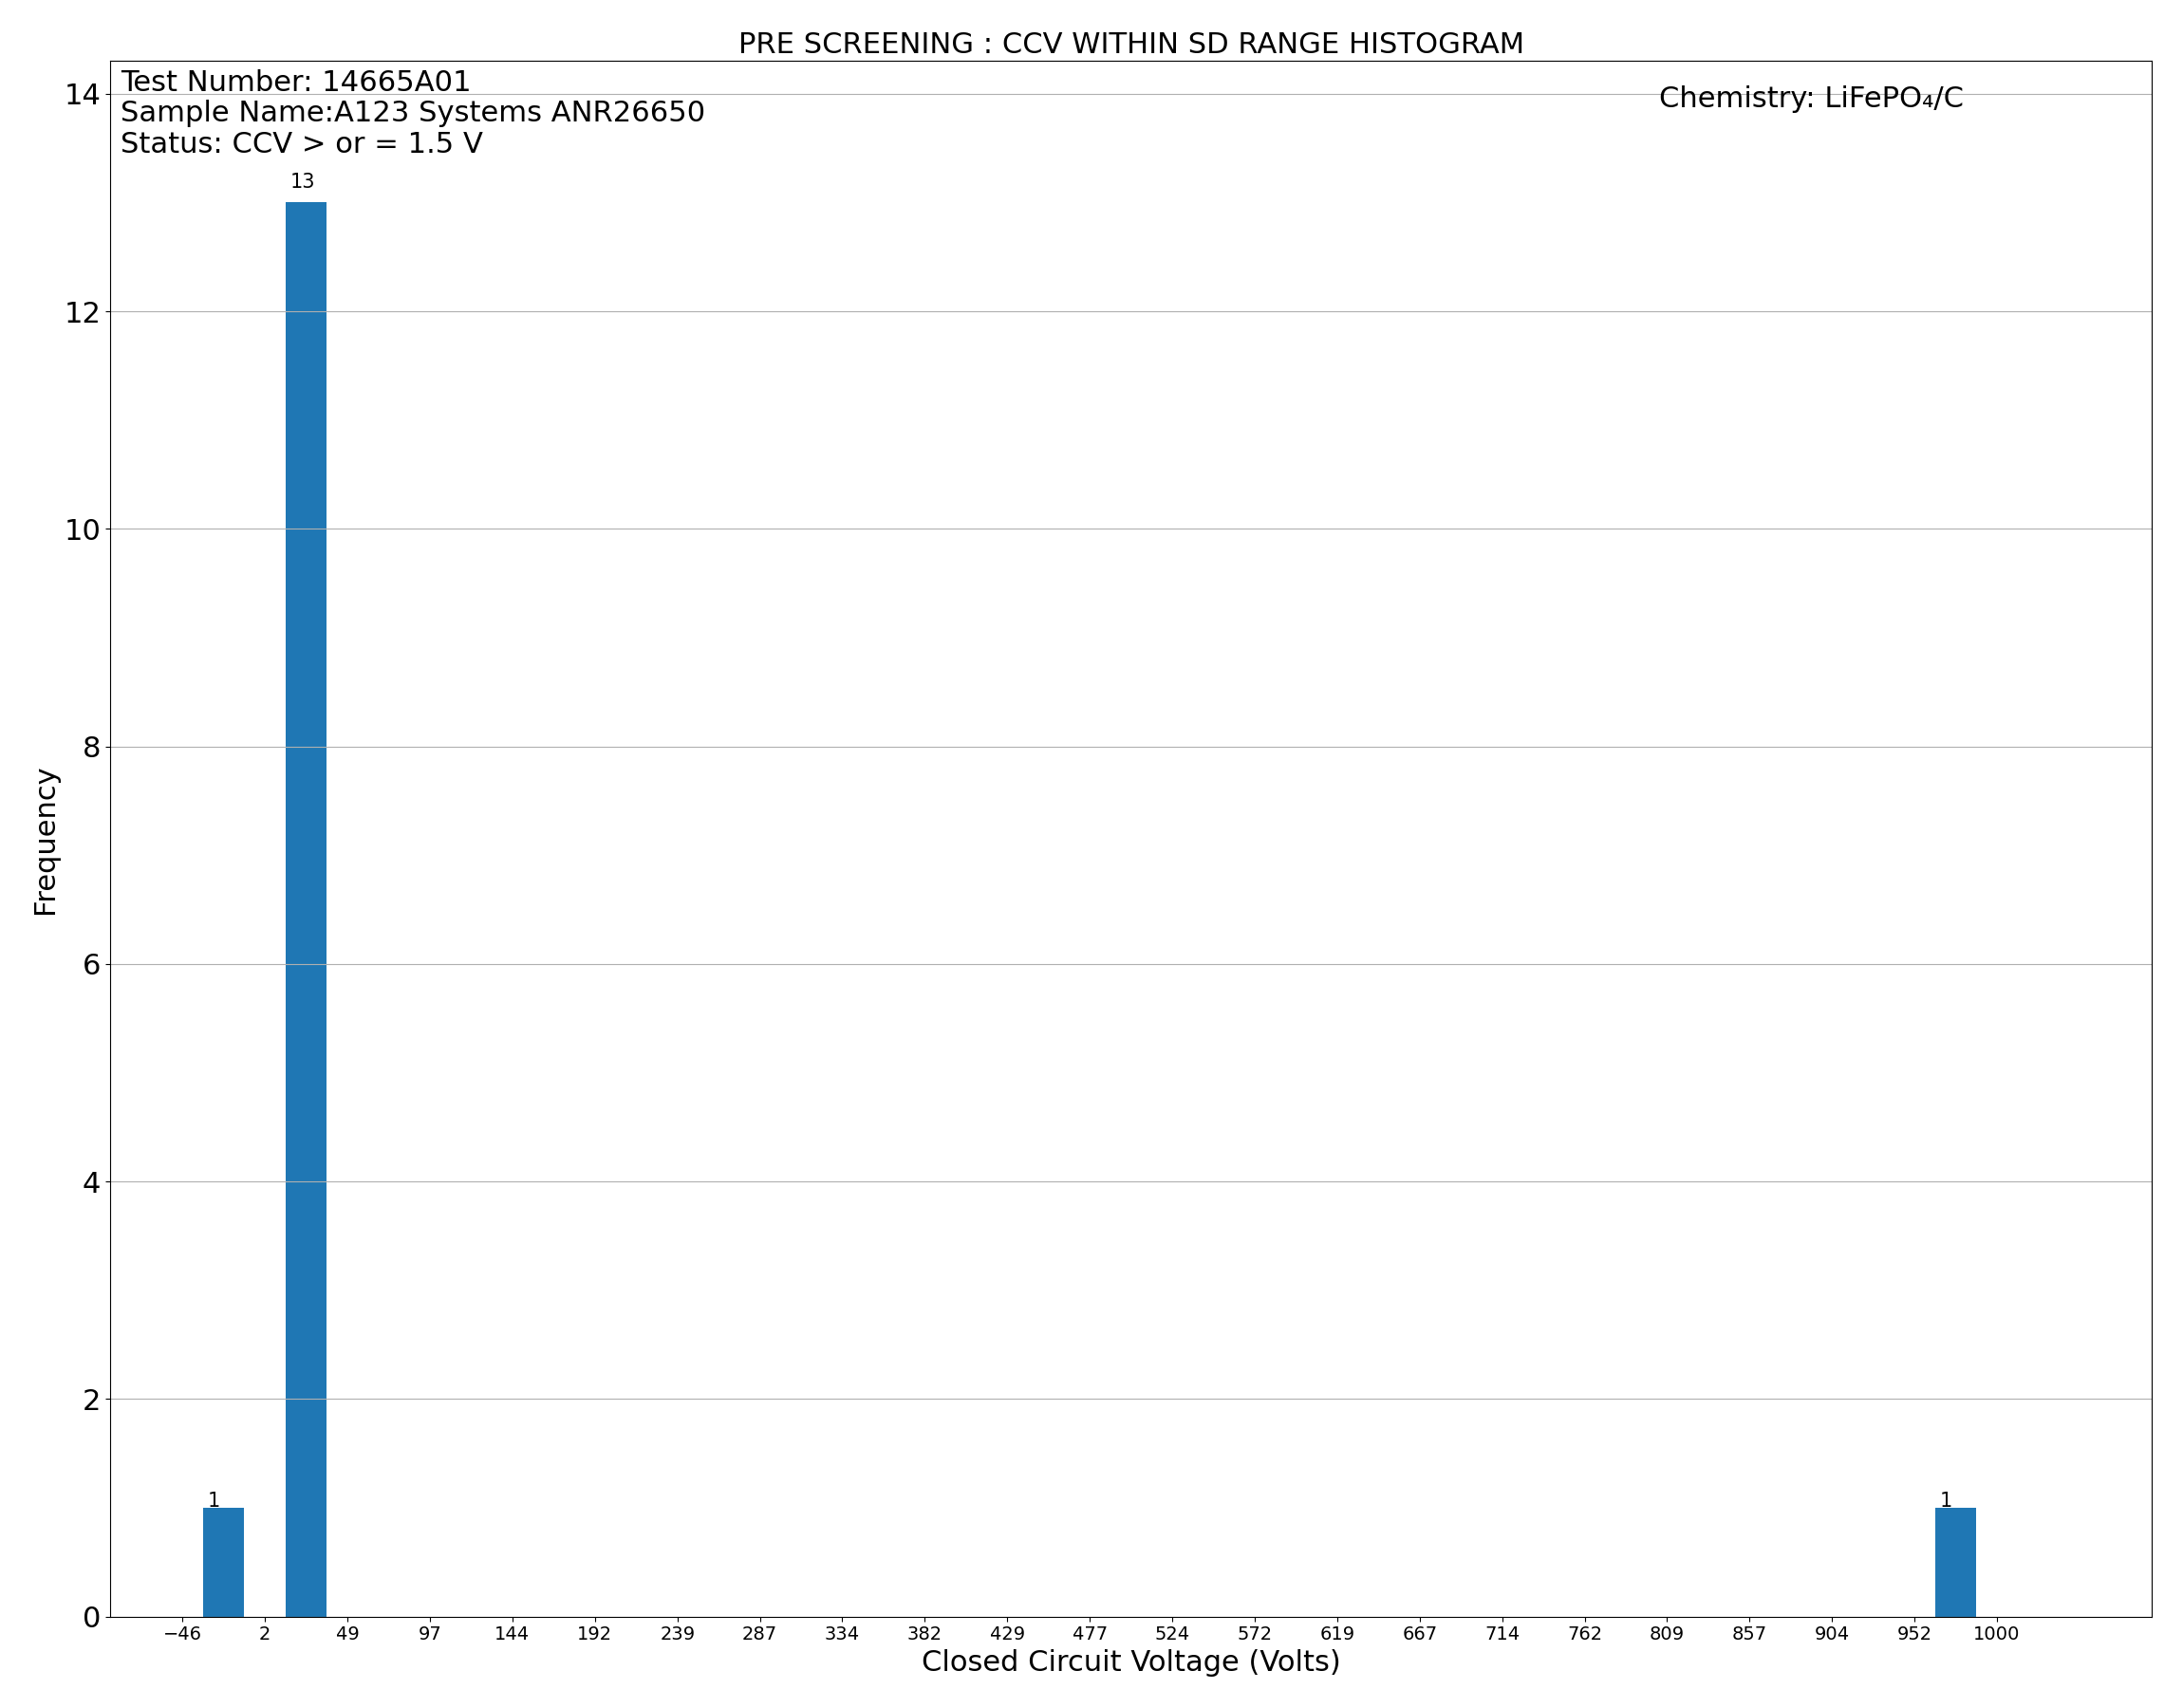 PRE SCREENING : CCV WITHIN SD RANGE HISTOGRAM
Test Number: 14665A01
Sample Name:A123 Systems ANR26650
Status: CCV > or = 1.5 V
Chemistry: LiFePO₄/C
14
12
10
8
6
4
2
0
Frequency
13
1
1
−46 2 49 97 144 192 239 287 334 382 429 477 524 572 619 667 714 762 809 857 904 952 1000
Closed Circuit Voltage (Volts)